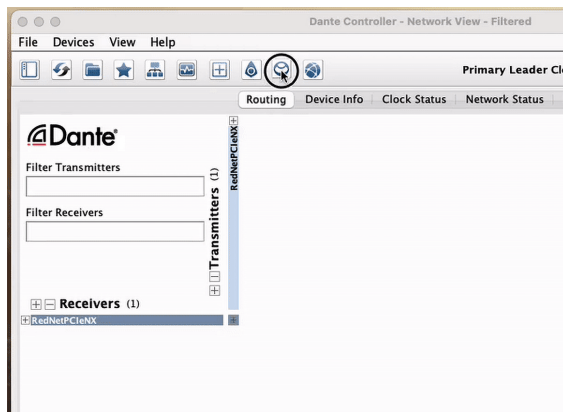 Dante Controller - Network View - Filtered
File Devices View Help
Primary Leader Cl
Routing Device Info Clock Status Network Status
Dante
Filter Transmitters
Filter Receivers
Transmitters (1)
RedNetPCIeNX
Receivers (1)
RedNetPCIeNX